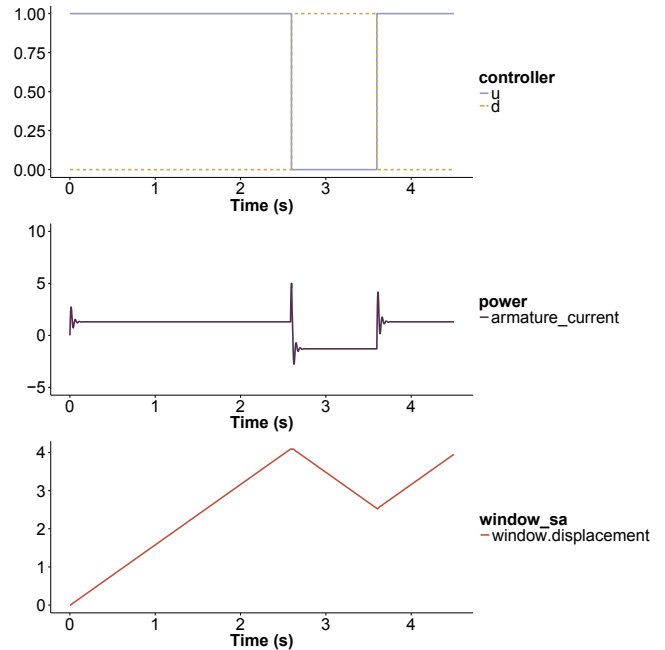 1.00
0.75
0.50
0.25
0.00
0 1 2 3 4
Time (s)
controller
u
d
10
5
0
−5
0 1 2 3 4
Time (s)
power
armature_current
4
3
2
1
0
0 1 2 3 4
Time (s)
window_sa
window.displacement